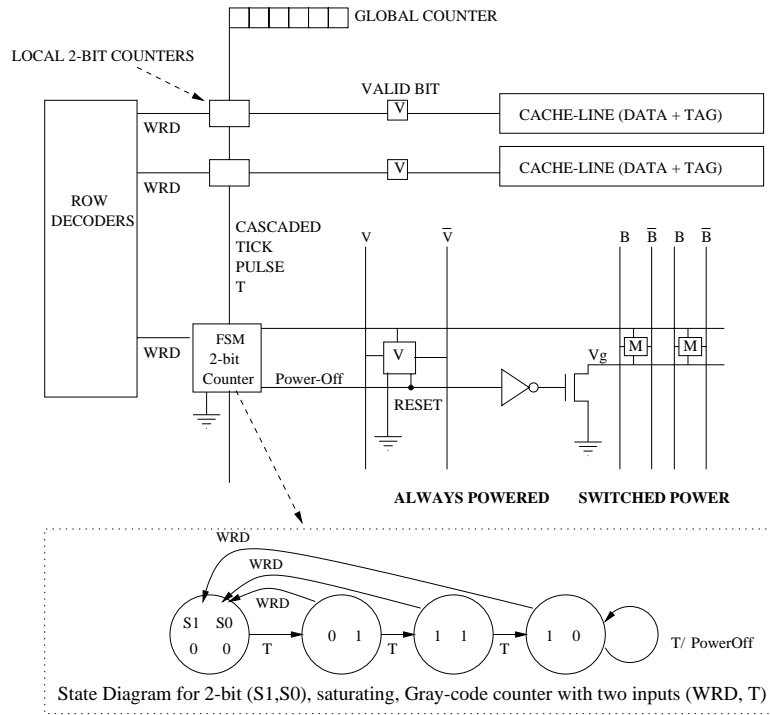 GLOBAL COUNTER
LOCAL 2-BIT COUNTERS
VALID BIT
WRD
V
CACHE-LINE (DATA + TAG)
WRD
V
CACHE-LINE (DATA + TAG)
ROW
DECODERS
CASCADED
TICK
PULSE
T
V
V̅
B
B̅
B
B̅
WRD
FSM
2-bit
Counter
V
Vg
M
M
Power-Off
RESET
ALWAYS POWERED
SWITCHED POWER
WRD
WRD
WRD
S1 S0
0 0
T
0 1
T
1 1
T
1 0
T/ PowerOff
State Diagram for 2-bit (S1,S0), saturating, Gray-code counter with two inputs (WRD, T)